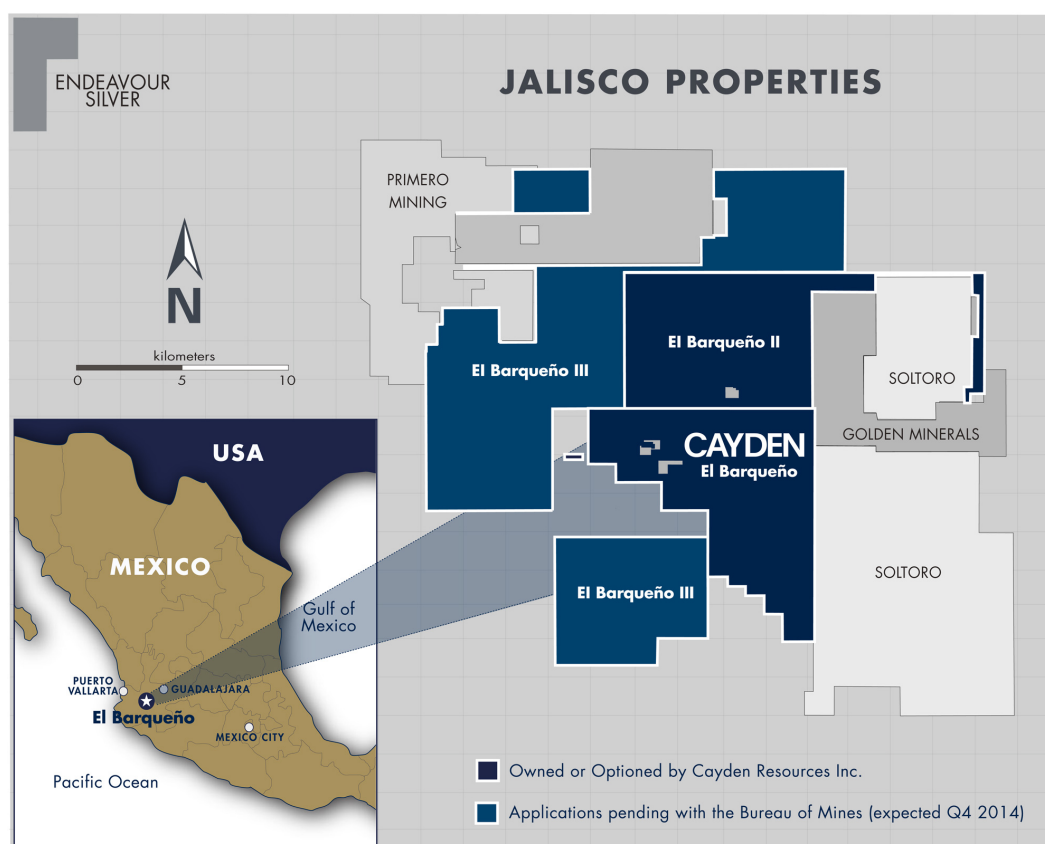 ENDEAVOUR
SILVER
JALISCO PROPERTIES
PRIMERO
MINING
N
kilometers
0 5 10
El Barqueño III
El Barqueño II
SOLTORO
GOLDEN MINERALS
CAYDEN
El Barqueño
El Barqueño III
SOLTORO
USA
MEXICO
Gulf of
Mexico
PUERTO
VALLARTA
GUADALAJARA
El Barqueño
MEXICO CITY
Pacific Ocean
Owned or Optioned by Cayden Resources Inc.
Applications pending with the Bureau of Mines (expected Q4 2014)